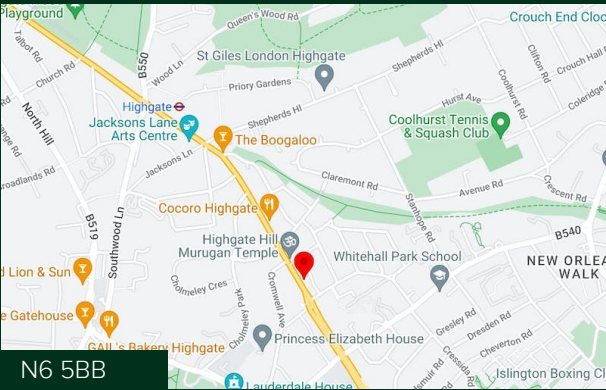 Playground
Queen's Wood Rd
Crouch End Cloc
Talbot Rd
Church Rd
B550
Wood Ln
St Giles London Highgate
Shepherds Hl
Clifton Rd
Crouch Hall
Priory Gardens
Coolhurst Rd
Coleridge
Highgate
Shepherds Hl
Hurst Ave
North Hill
Jacksons Lane
Arts Centre
The Boogaloo
Coolhurst Tennis
& Squash Club
Jacksons Ln
Claremont Rd
Avenue Rd
Crescent Rd
roadlands Rd
Stanhope Rd
Cocoro Highgate
B519
Southwood Ln
B540
Highgate Hill
Murugan Temple
Whitehall Park School
NEW ORLEA
WALK
d Lion & Sun
Cholmeley Cres
Cholmeley Park
Cromwell Ave
e Gatehouse
Gresley Rd
Dresden Rd
Cheverton Rd
GAIL's Bakery Highgate
Princess Elizabeth House
Cressida Rd
N6 5BB
Lauderdale House
Islington Boxing Cl